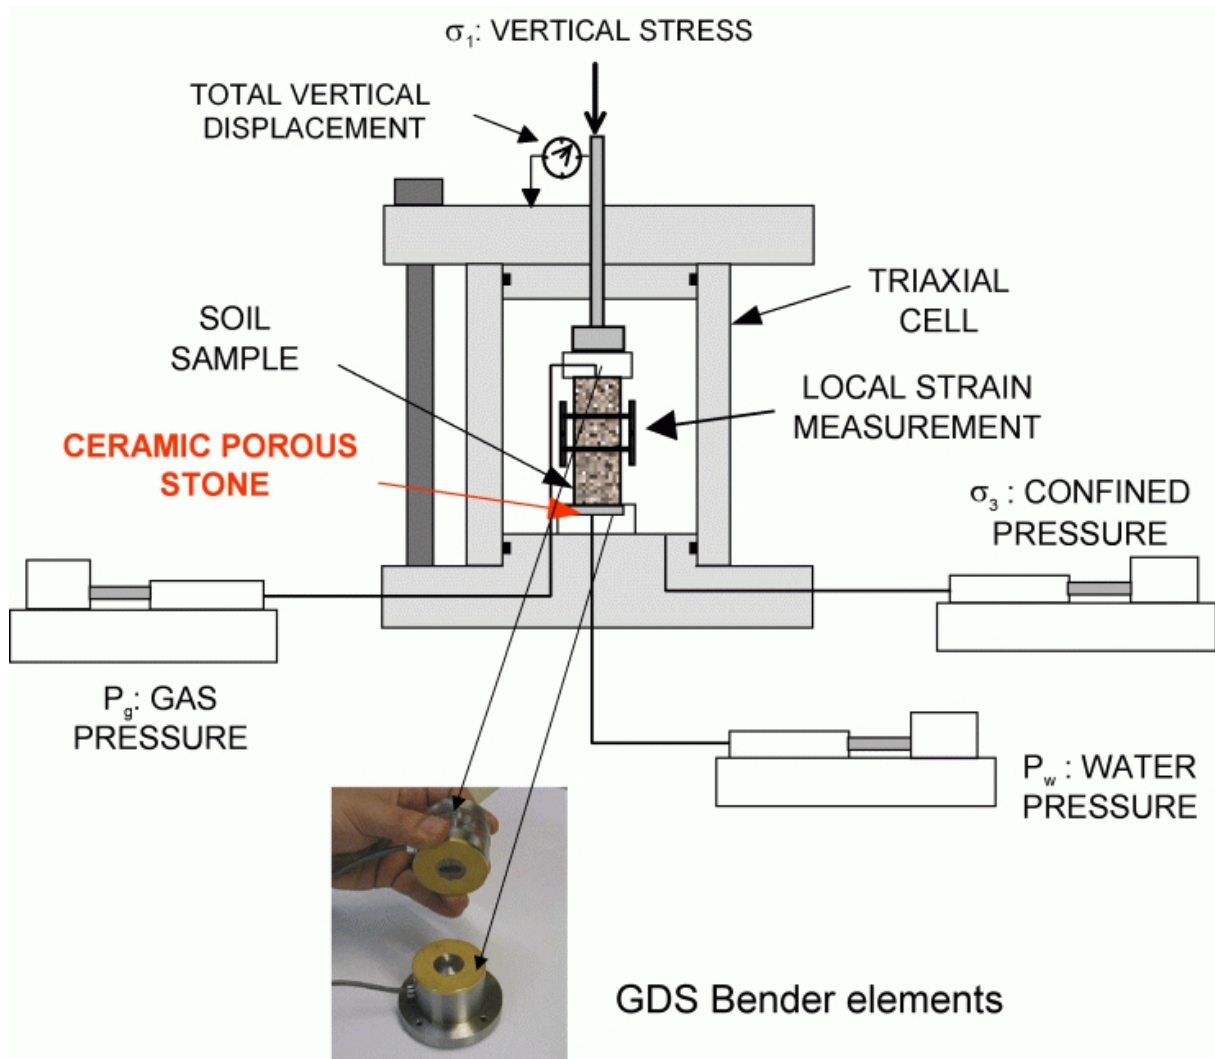 σ1: VERTICAL STRESS
TOTAL VERTICAL
DISPLACEMENT
TRIAXIAL
CELL
SOIL
SAMPLE
LOCAL STRAIN
MEASUREMENT
CERAMIC POROUS
STONE
σ3 : CONFINED
PRESSURE
Pg: GAS
PRESSURE
Pw : WATER
PRESSURE
GDS Bender elements